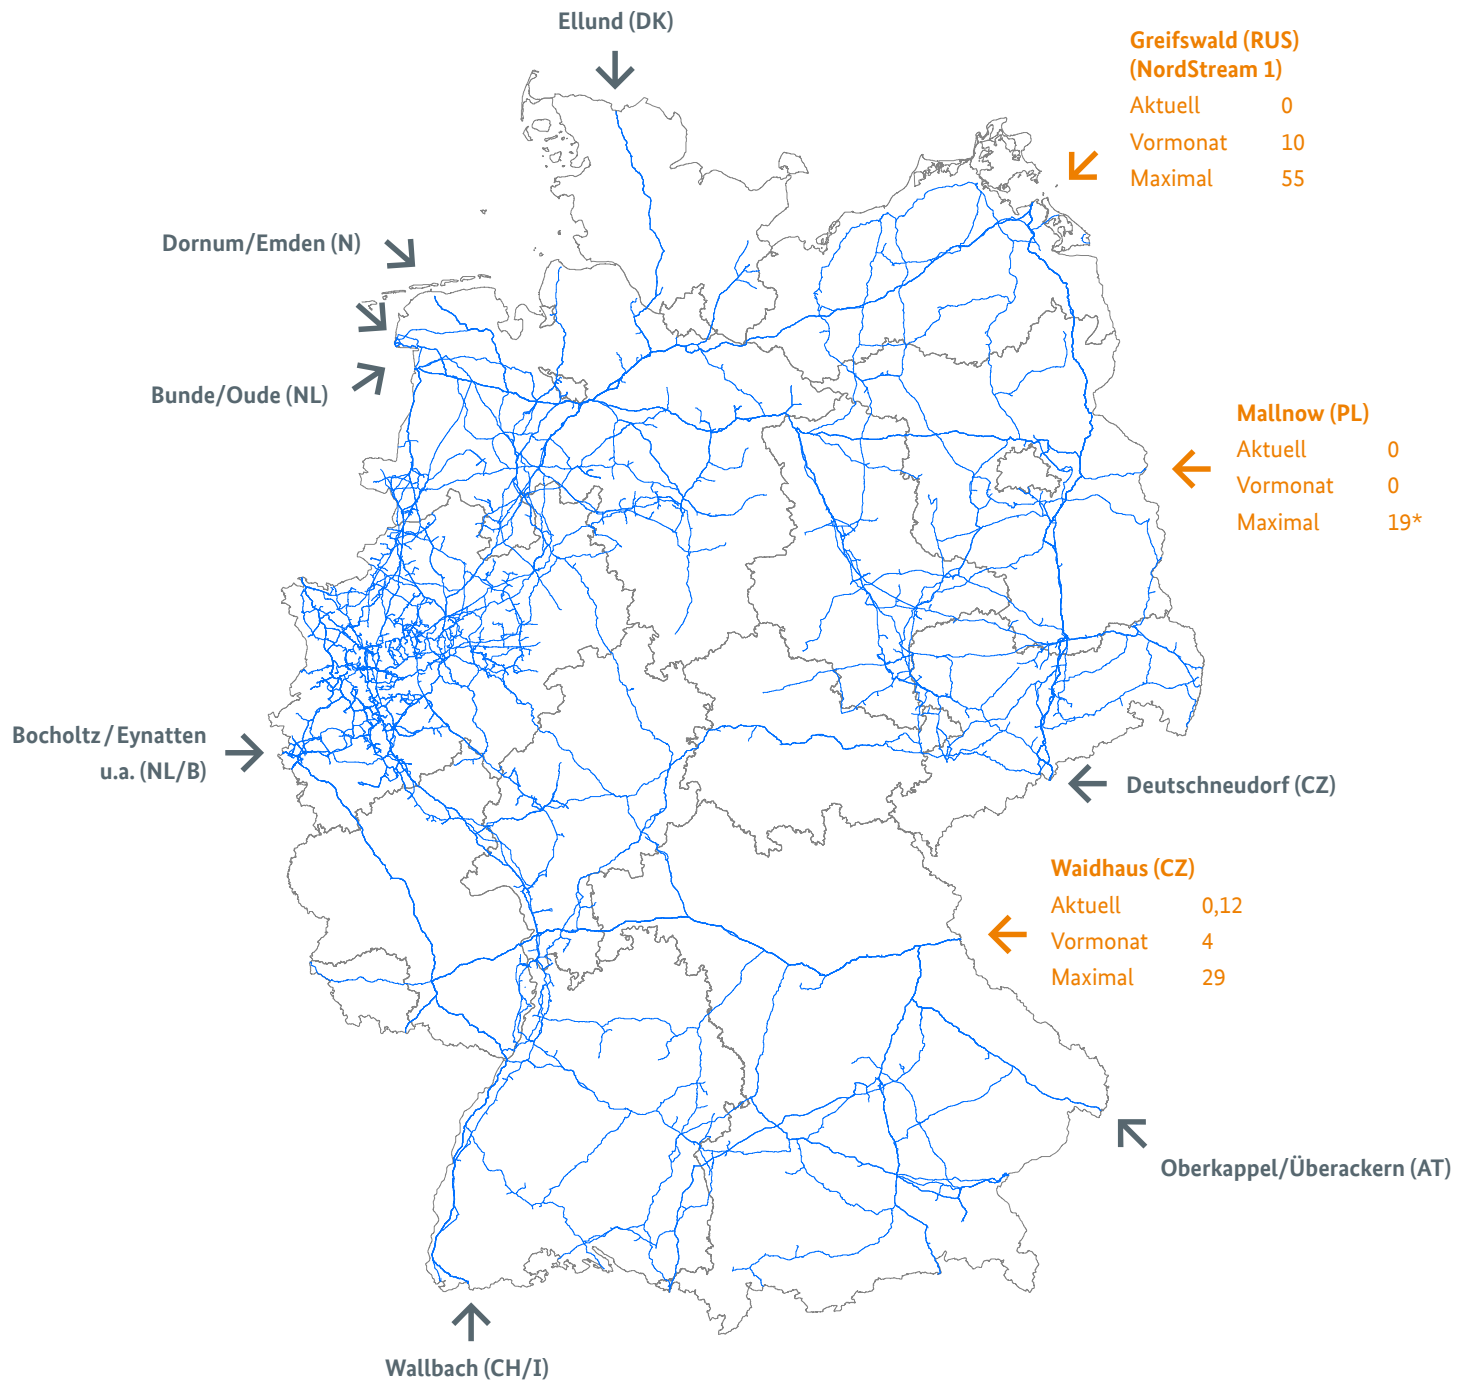 Ellund (DK)
Greifswald (RUS)
(NordStream 1)
Aktuell 0
Vormonat 10
Maximal 55
Dornum/Emden (N)
Bunde/Oude (NL)
Mallnow (PL)
Aktuell 0
Vormonat 0
Maximal 19*
Bocholtz / Eynatten
u.a. (NL/B)
Deutschneudorf (CZ)
Waidhaus (CZ)
Aktuell 0,12
Vormonat 4
Maximal 29
Oberkappel/Überackern (AT)
Wallbach (CH/I)